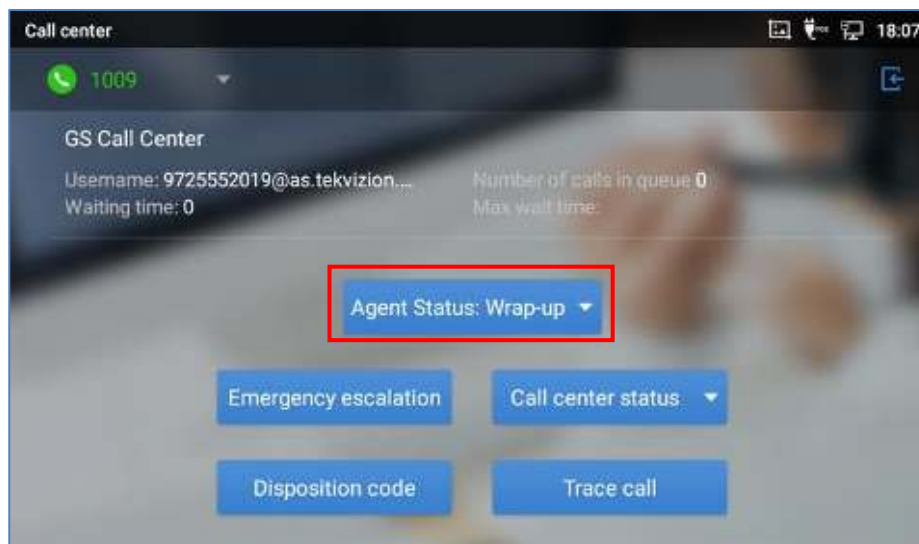 Call center 18:07
1009
GS Call Center
Username: 9725552019@as.tekvizion.... Number of calls in queue 0
Waiting time: 0 Max wait time:
Agent Status: Wrap-up
Emergency escalation Call center status
Disposition code Trace call